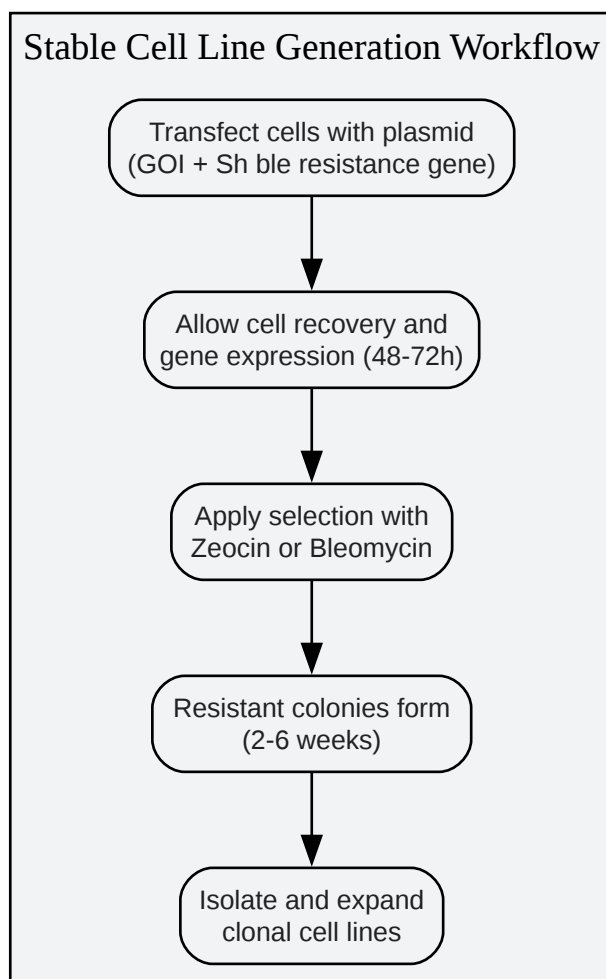 Stable Cell Line Generation Workflow
Transfect cells with plasmid
(GOI + Sh ble resistance gene)
Allow cell recovery and
gene expression (48-72h)
Apply selection with
Zeocin or Bleomycin
Resistant colonies form
(2-6 weeks)
Isolate and expand
clonal cell lines